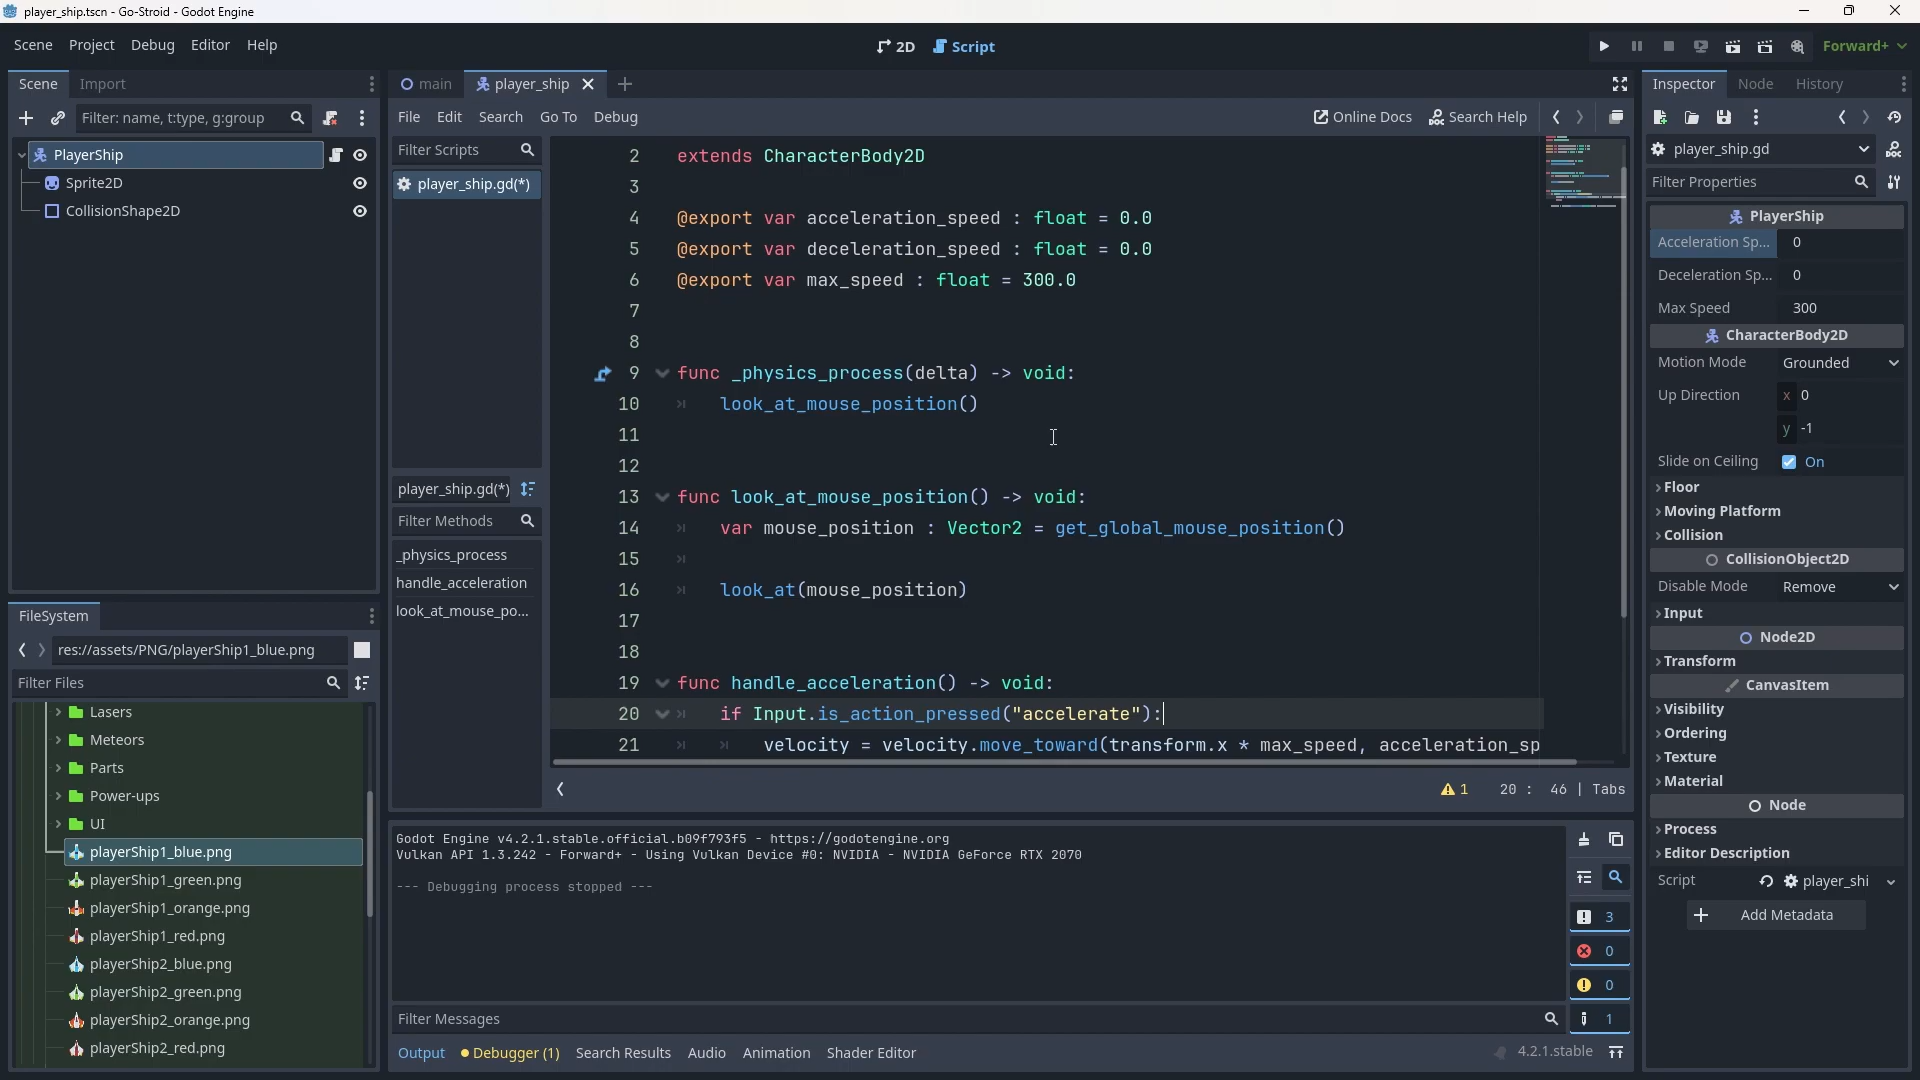 player_ship.tscn - Go-Stroid - Godot Engine
Scene Project Debug Editor Help
2D Script
Forward+
Scene Import
Filter: name, t:type, g:group
PlayerShip
Sprite2D
CollisionShape2D
FileSystem
res://assets/PNG/playerShip1_blue.png
Filter Files
Lasers
Meteors
Parts
Power-ups
UI
playerShip1_blue.png
playerShip1_green.png
playerShip1_orange.png
playerShip1_red.png
playerShip2_blue.png
playerShip2_green.png
playerShip2_orange.png
playerShip2_red.png
main player_ship
File Edit Search Go To Debug
Online Docs Search Help
Filter Scripts
player_ship.gd(*)
player_ship.gd(*)
Filter Methods
_physics_process
handle_acceleration
look_at_mouse_po...
2 extends CharacterBody2D
3
4 @export var acceleration_speed : float = 0.0
5 @export var deceleration_speed : float = 0.0
6 @export var max_speed : float = 300.0
7
8
9 func _physics_process(delta) -> void:
10 look_at_mouse_position()
11
12
13 func look_at_mouse_position() -> void:
14 var mouse_position : Vector2 = get_global_mouse_position()
15
16 look_at(mouse_position)
17
18
19 func handle_acceleration() -> void:
20 if Input.is_action_pressed("accelerate"):
21 velocity = velocity.move_toward(transform.x * max_speed, acceleration_sp
1 20 : 46 | Tabs
Godot Engine v4.2.1.stable.official.b09f793f5 - https://godotengine.org
Vulkan API 1.3.242 - Forward+ - Using Vulkan Device #0: NVIDIA - NVIDIA GeForce RTX 2070
--- Debugging process stopped ---
3
0
0
1
Filter Messages
Output Debugger (1) Search Results Audio Animation Shader Editor
4.2.1.stable
Inspector Node History
player_ship.gd
Filter Properties
PlayerShip
Acceleration Sp... 0
Deceleration Sp... 0
Max Speed 300
CharacterBody2D
Motion Mode Grounded
Up Direction x 0
y -1
Slide on Ceiling On
Floor
Moving Platform
Collision
CollisionObject2D
Disable Mode Remove
Input
Node2D
Transform
CanvasItem
Visibility
Ordering
Texture
Material
Node
Process
Editor Description
Script player_shi
Add Metadata